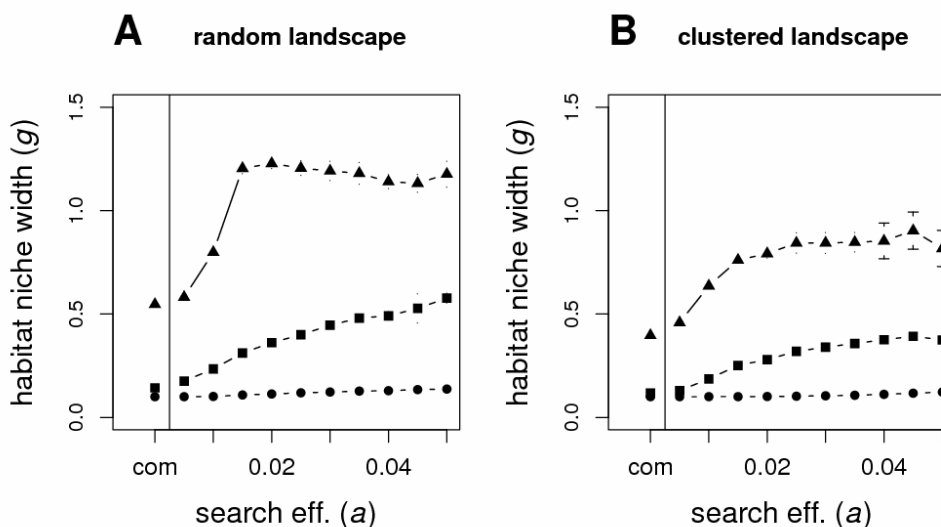 A random landscape
habitat niche width (g)
1.5
1.0
0.5
0.0
com 0.02 0.04
search eff. (a)
B clustered landscape
habitat niche width (g)
1.5
1.0
0.5
0.0
com 0.02 0.04
search eff. (a)